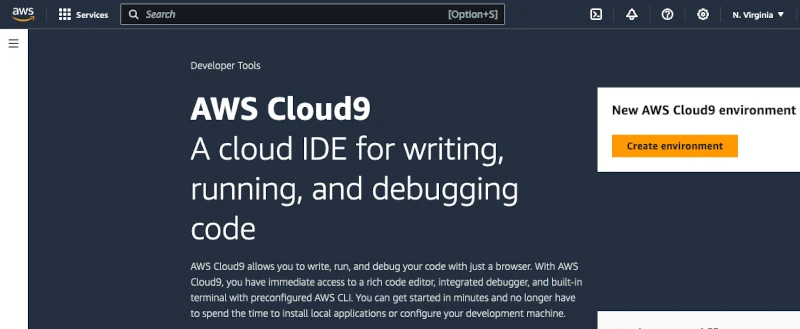 aws
Services
Search
[Option+S]
N. Virginia
Developer Tools
AWS Cloud9
A cloud IDE for writing,
running, and debugging
code
AWS Cloud9 allows you to write, run, and debug your code with just a browser. With AWS
Cloud9, you have immediate access to a rich code editor, integrated debugger, and built-in
terminal with preconfigured AWS CLI. You can get started in minutes and no longer have
to spend the time to install local applications or configure your development machine.
New AWS Cloud9 environment
Create environment